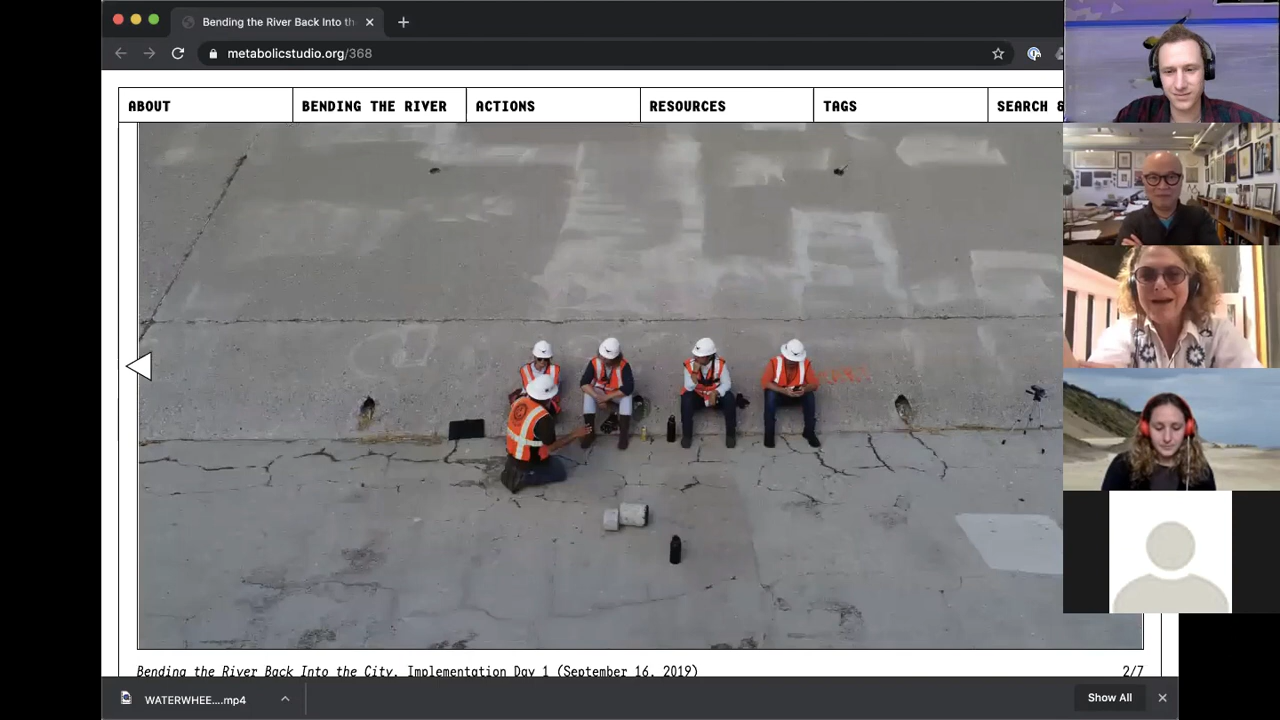 Bending the River Back Into th
metabolicstudio.org/368
ABOUT
BENDING THE RIVER
ACTIONS
RESOURCES
TAGS
SEARCH &
Bending the River Back Into the City, Implementation Day 1 (September 16, 2019)
2/7
WATERWHEE....mp4
Show All